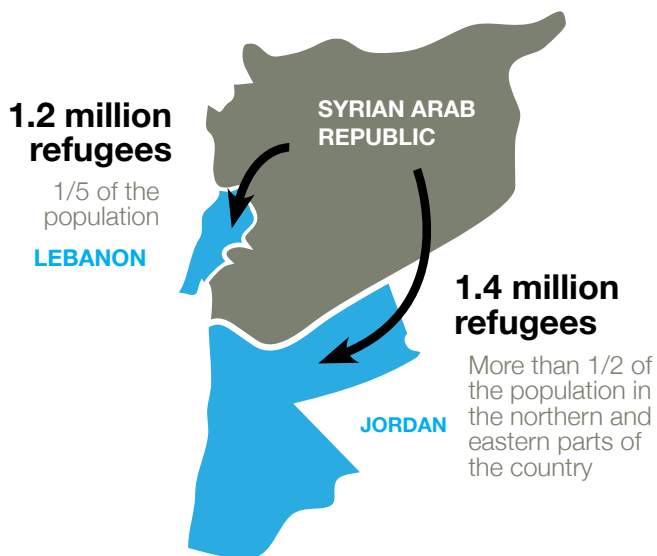 SYRIAN ARAB
REPUBLIC
1.2 million
refugees
1/5 of the
population
LEBANON
1.4 million
refugees
More than 1/2 of
the population in
the northern and
eastern parts of
the country
JORDAN